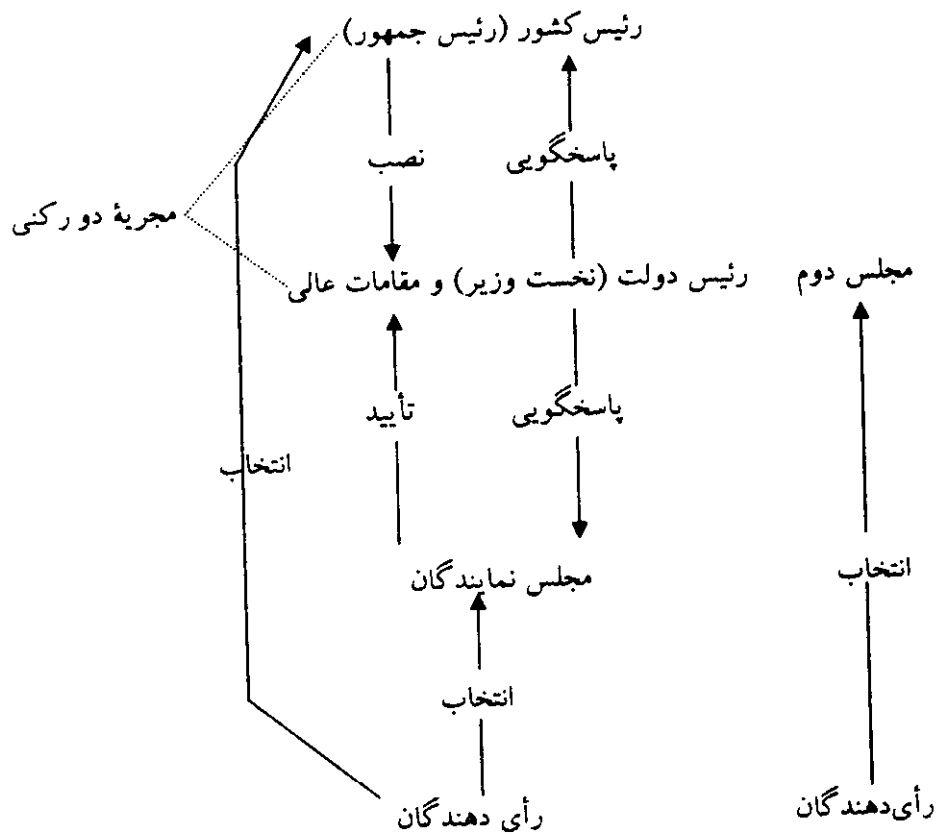 رئیس کشور (رئیس جمهور)
نصب
پاسخگویی
مجریۀ دو رکنی
مجلس دوم
رئیس دولت (نخست وزیر) و مقامات عالی
تأیید
پاسخگویی
انتخاب
مجلس نمایندگان
انتخاب
انتخاب
رأی دهندگان
رأی‌دهندگان